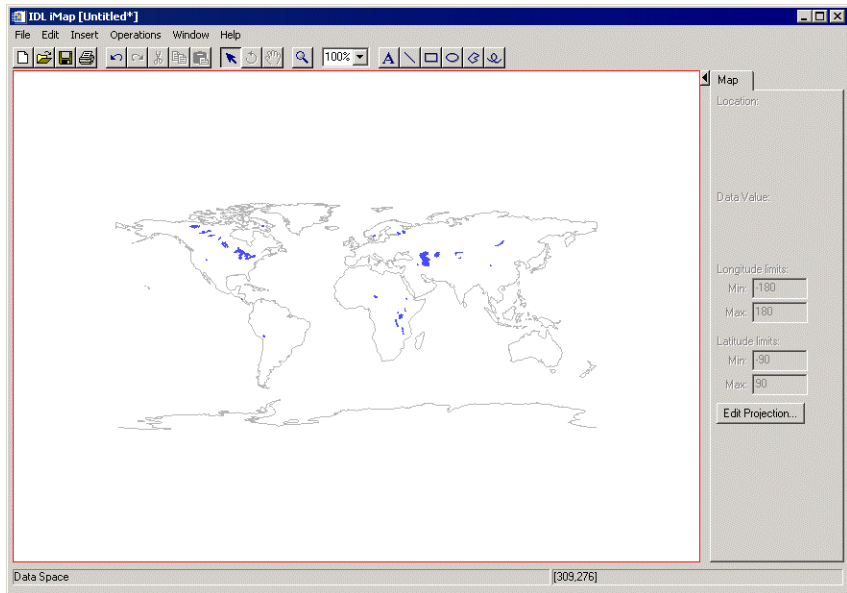 IDL iMap [Untitled*]
File Edit Insert Operations Window Help
100%
A
Map
Location:
Data Value:
Longitude limits:
Min: -180
Max: 180
Latitude limits:
Min: -90
Max: 90
Edit Projection...
Data Space [309,276]